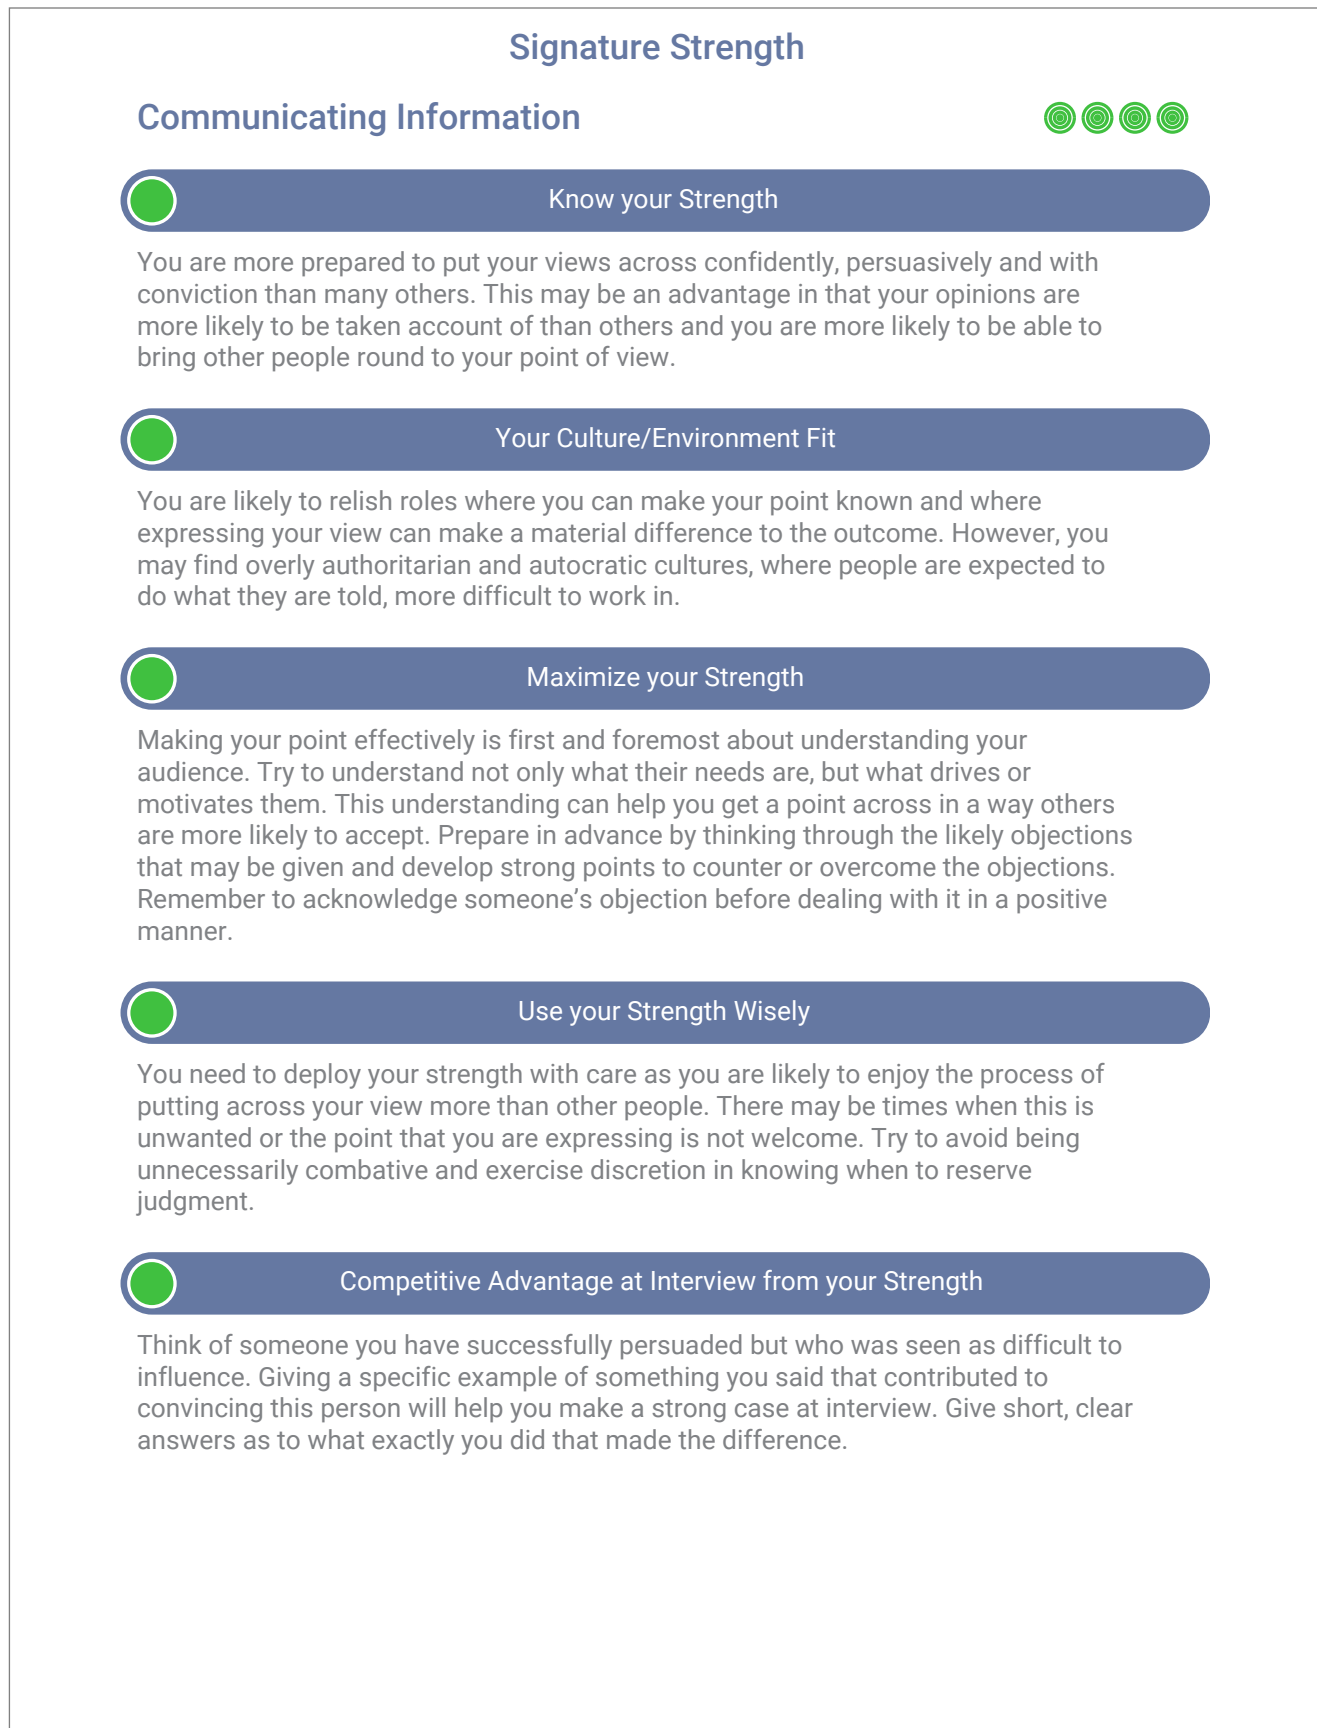 Signature Strength
Communicating Information
Know your Strength
You are more prepared to put your views across confidently, persuasively and with
conviction than many others. This may be an advantage in that your opinions are
more likely to be taken account of than others and you are more likely to be able to
bring other people round to your point of view.
Your Culture/Environment Fit
You are likely to relish roles where you can make your point known and where
expressing your view can make a material difference to the outcome. However, you
may find overly authoritarian and autocratic cultures, where people are expected to
do what they are told, more difficult to work in.
Maximize your Strength
Making your point effectively is first and foremost about understanding your
audience. Try to understand not only what their needs are, but what drives or
motivates them. This understanding can help you get a point across in a way others
are more likely to accept. Prepare in advance by thinking through the likely objections
that may be given and develop strong points to counter or overcome the objections.
Remember to acknowledge someone’s objection before dealing with it in a positive
manner.
Use your Strength Wisely
You need to deploy your strength with care as you are likely to enjoy the process of
putting across your view more than other people. There may be times when this is
unwanted or the point that you are expressing is not welcome. Try to avoid being
unnecessarily combative and exercise discretion in knowing when to reserve
judgment.
Competitive Advantage at Interview from your Strength
Think of someone you have successfully persuaded but who was seen as difficult to
influence. Giving a specific example of something you said that contributed to
convincing this person will help you make a strong case at interview. Give short, clear
answers as to what exactly you did that made the difference.